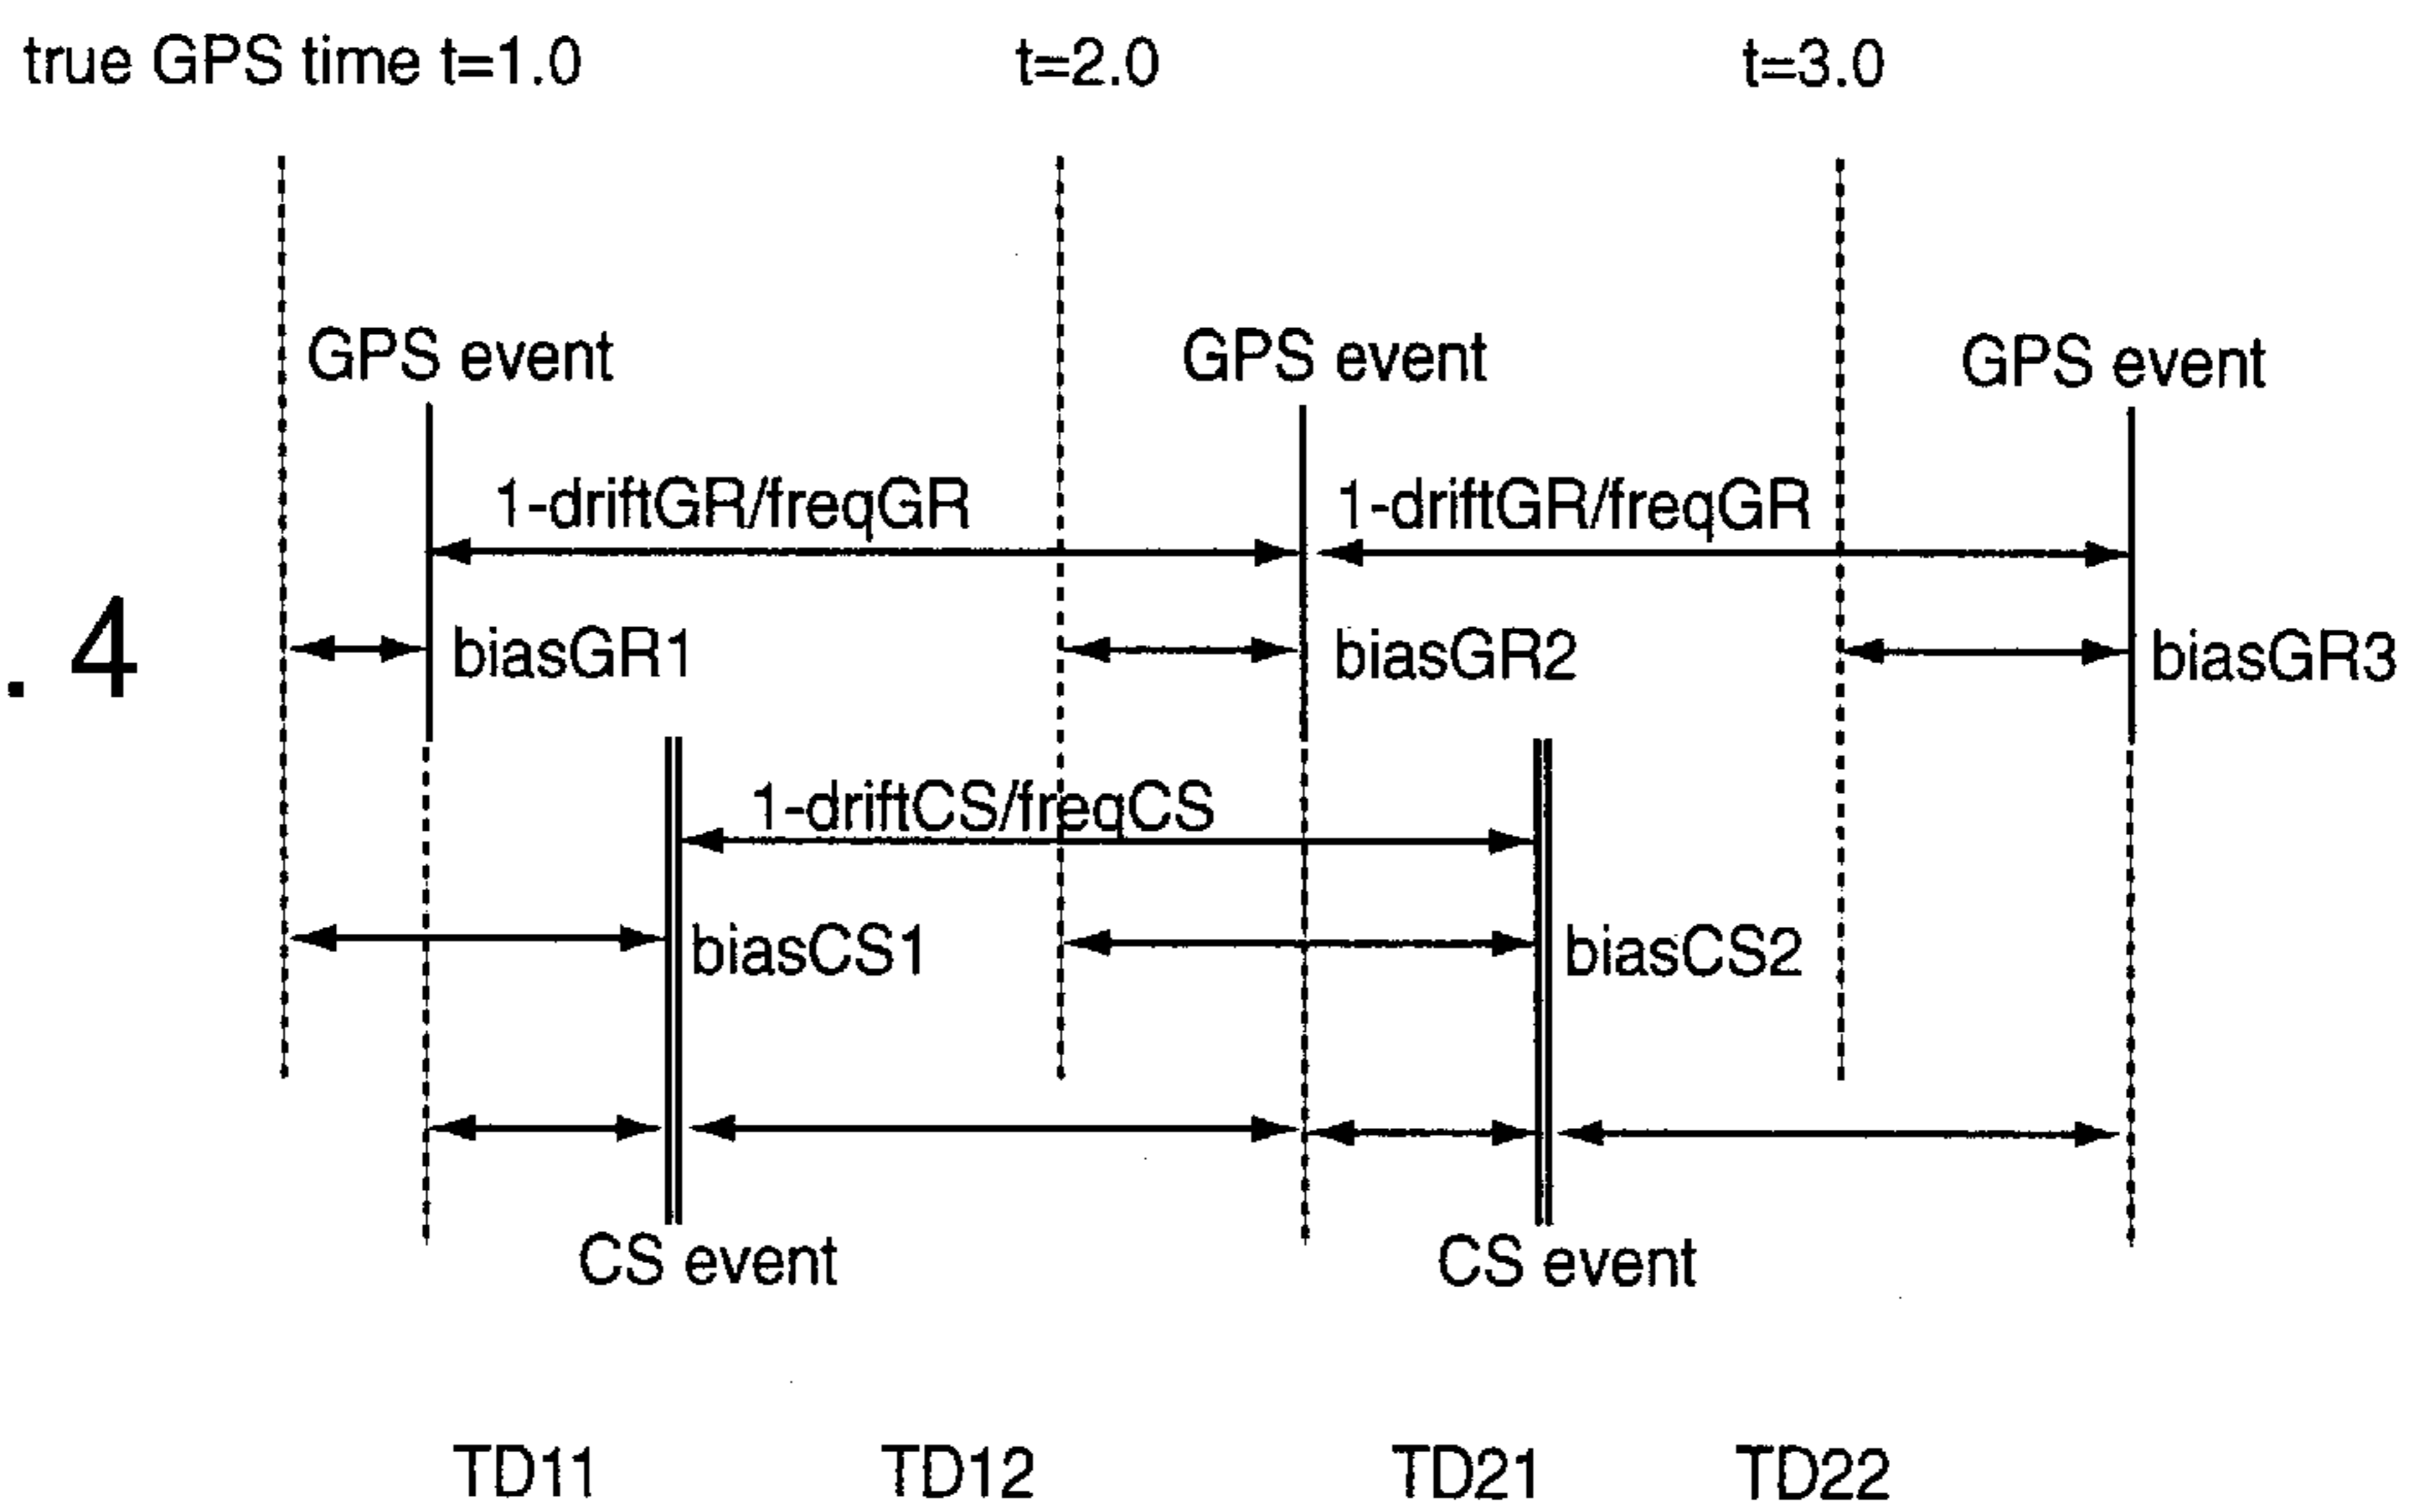 true GPS time t=1.0 t=2.0 t=3.0
GPS event GPS event GPS event
1-driftGR/freqGR 1-driftGR/freqGR
. 4
biasGR1 biasGR2 biasGR3
1-driftCS/freqCS
biasCS1 biasCS2
CS event CS event
TD11 TD12 TD21 TD22